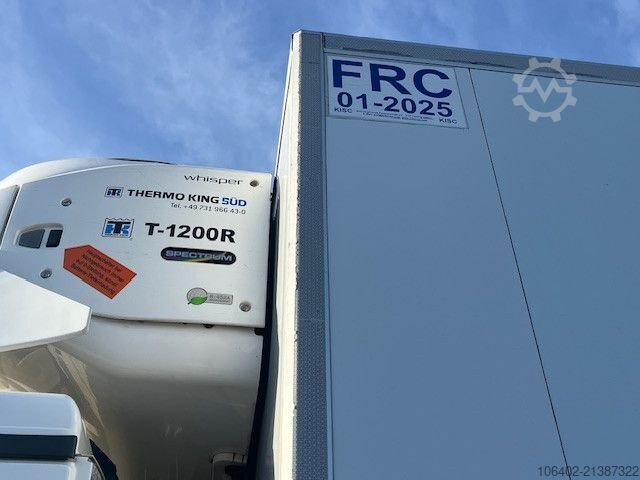 FRC
01-2025
KISC
KISC
whisper
THERMO KING SÜD
Tel. +49 731 966 43-0
T-1200R
SPECTRUM
R-452A
106402-21387322